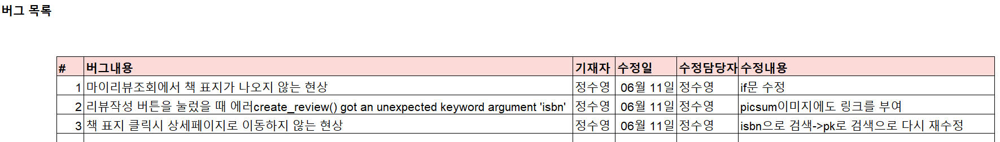 버그 목록
# 버그내용 기재자 수정일 수정담당자 수정내용
1 마이리뷰조회에서 책 표지가 나오지 않는 현상 정수영 06월 11일 정수영 if문 수정
2 리뷰작성 버튼을 눌렀을 때 에러create_review() got an unexpected keyword argument 'isbn' 정수영 06월 11일 정수영 picsum이미지에도 링크를 부여
3 책 표지 클릭시 상세페이지로 이동하지 않는 현상 정수영 06월 11일 정수영 isbn으로 검색->pk로 검색으로 다시 재수정